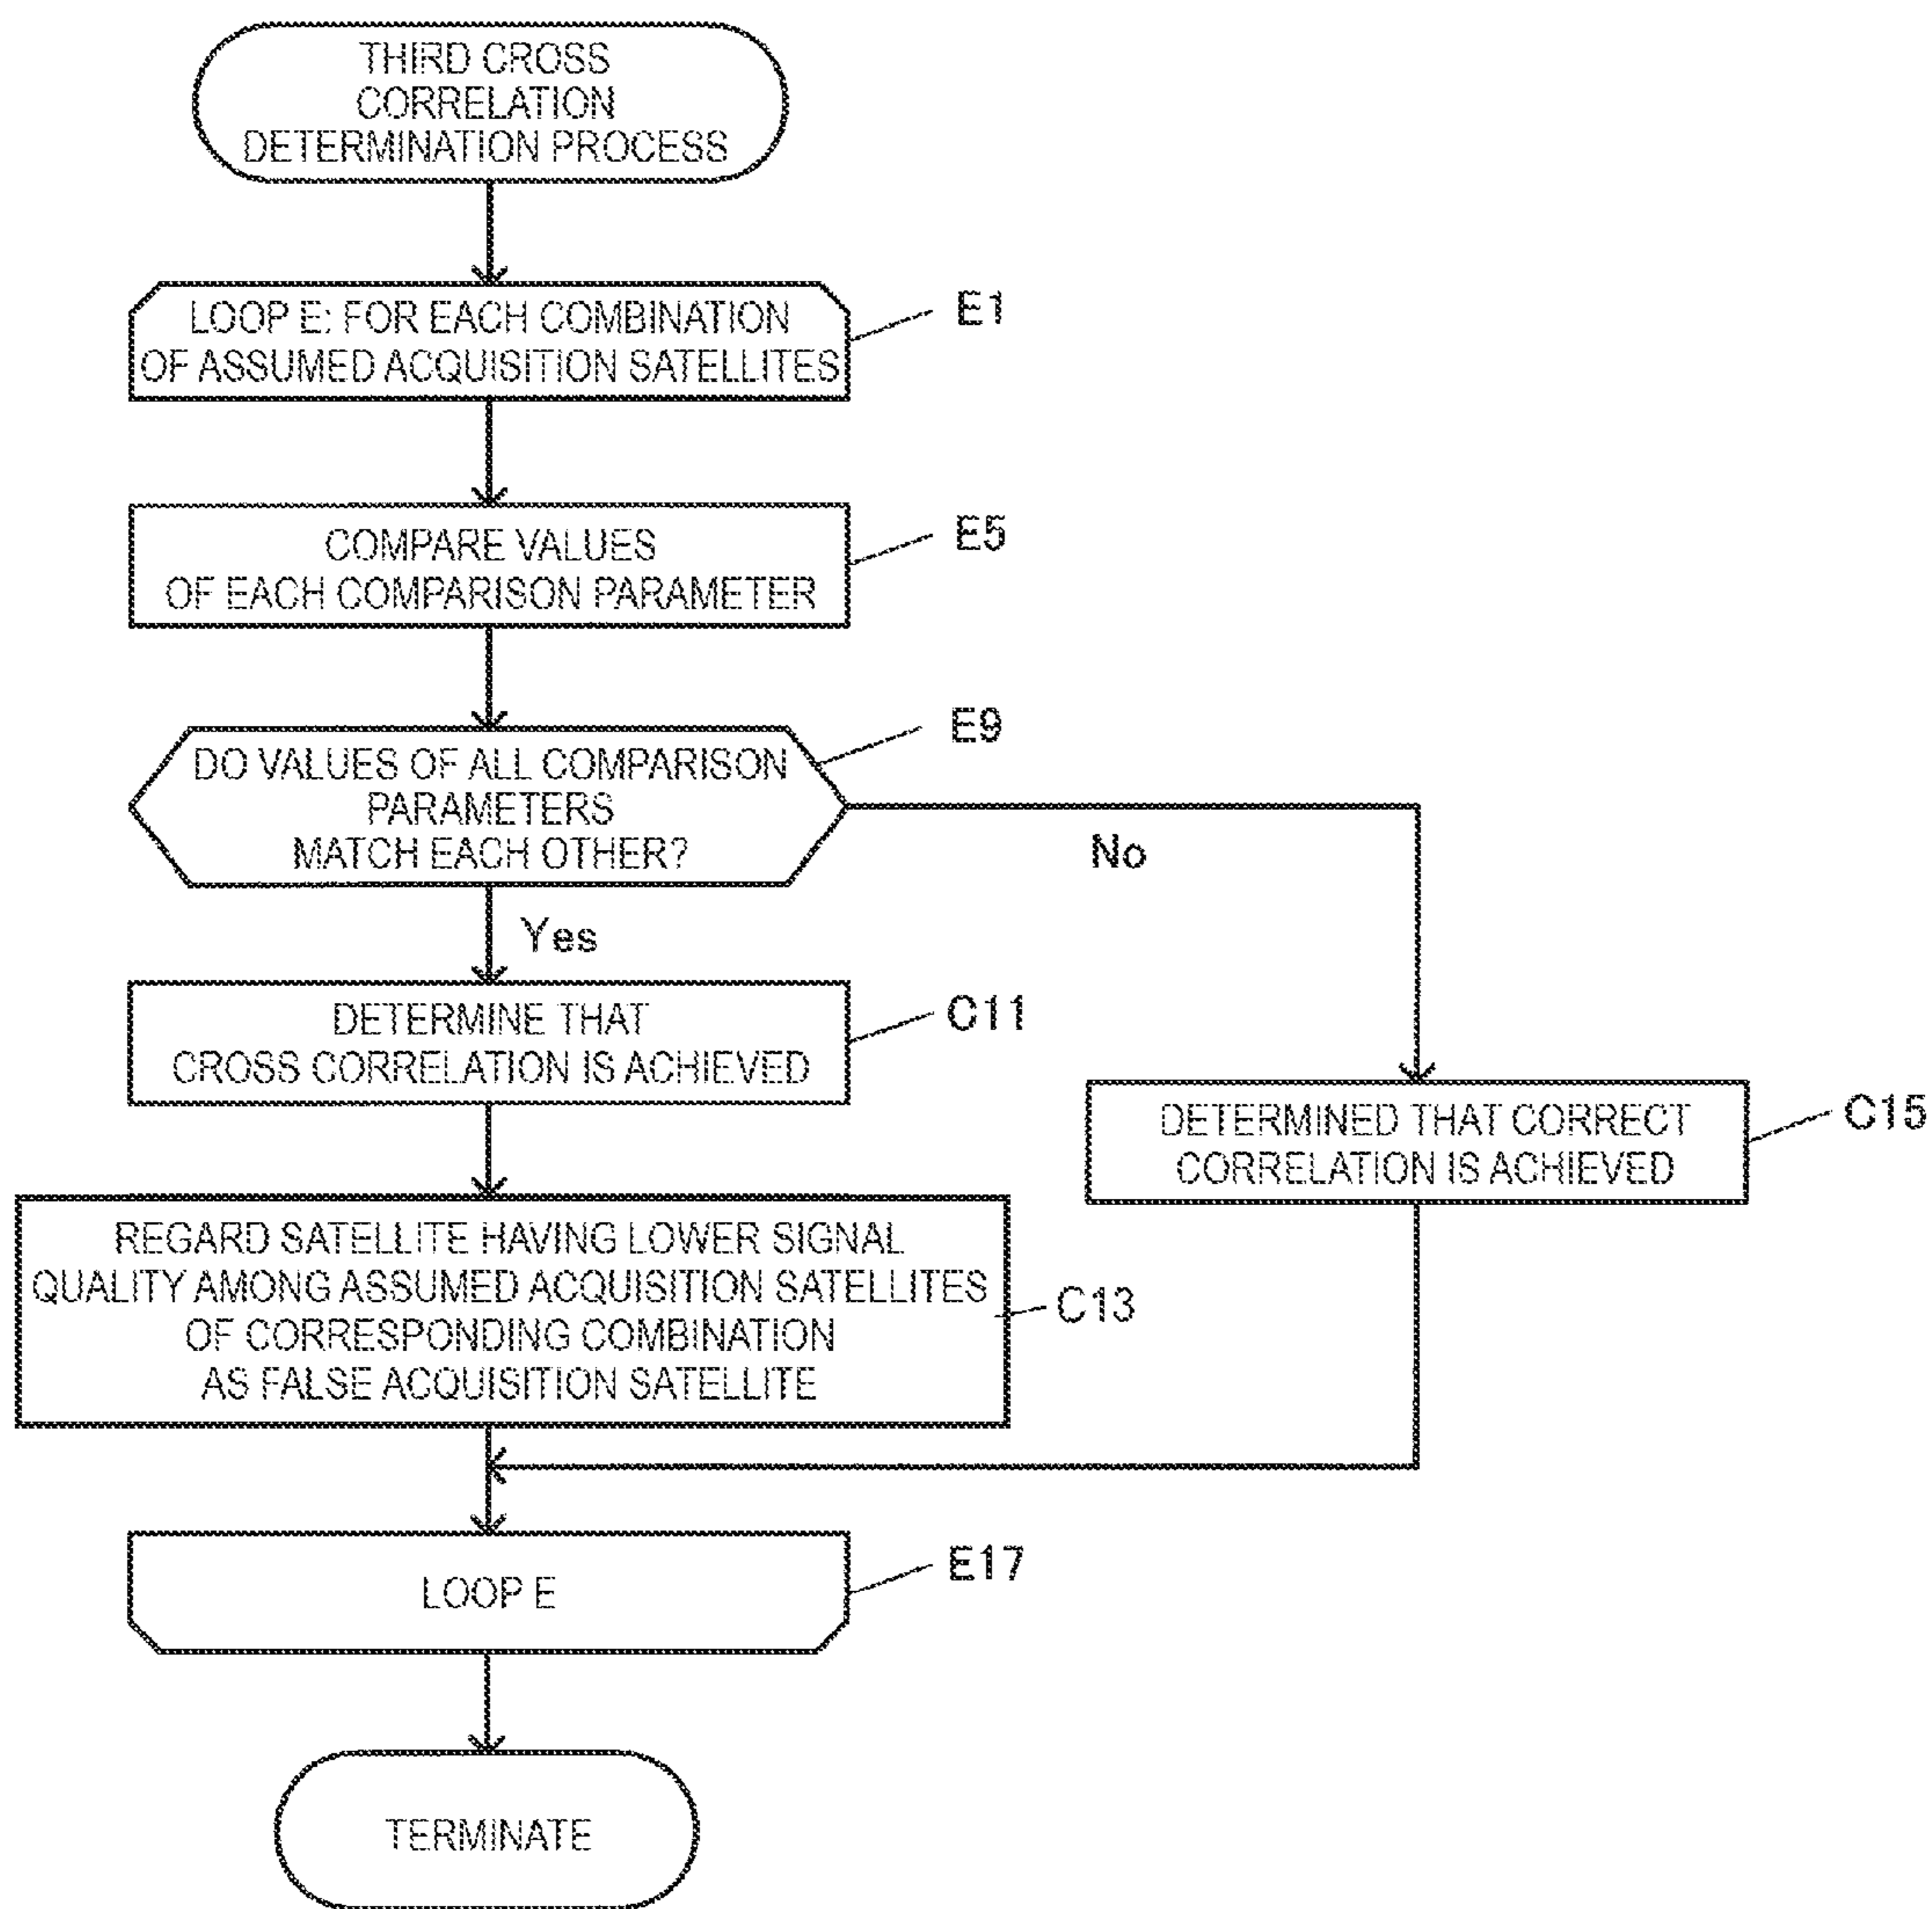 THIRD CROSS
CORRELATION
DETERMINATION PROCESS
LOOP E: FOR EACH COMBINATION
OF ASSUMED ACQUISITION SATELLITES
E1
COMPARE VALUES
OF EACH COMPARISON PARAMETER
E5
DO VALUES OF ALL COMPARISON
PARAMETERS
MATCH EACH OTHER?
E9
No
Yes
DETERMINE THAT
CROSS CORRELATION IS ACHIEVED
C11
DETERMINED THAT CORRECT
CORRELATION IS ACHIEVED
C15
REGARD SATELLITE HAVING LOWER SIGNAL
QUALITY AMONG ASSUMED ACQUISITION SATELLITES
OF CORRESPONDING COMBINATION
AS FALSE ACQUISITION SATELLITE
C13
LOOP E
E17
TERMINATE